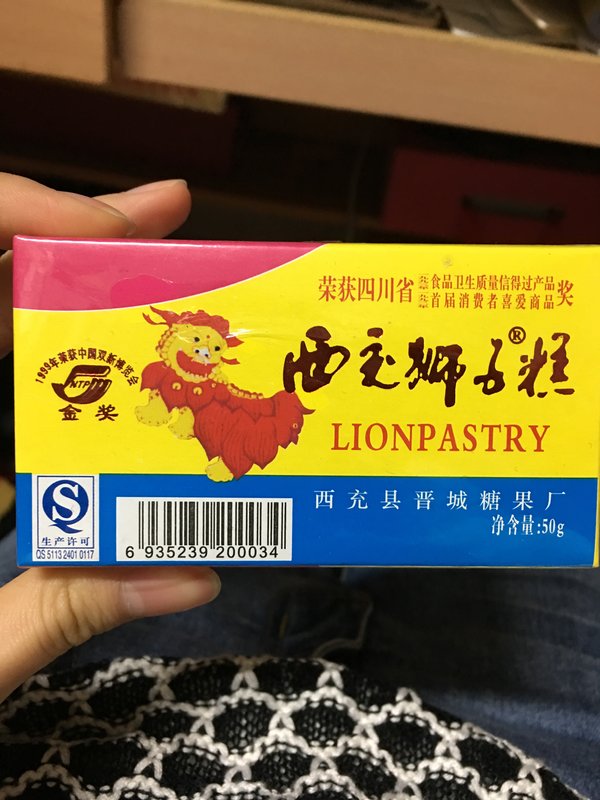 荣获四川省
食品卫生质量信得过产品
首届消费者喜爱商品
奖
1999年荣获中国双新博览会
NTP
金奖
西充狮子糕®
LIONPASTRY
西充县晋城糖果厂
净含量:50g
生产许可
QS 5113 2401 0117
6 935239 200034